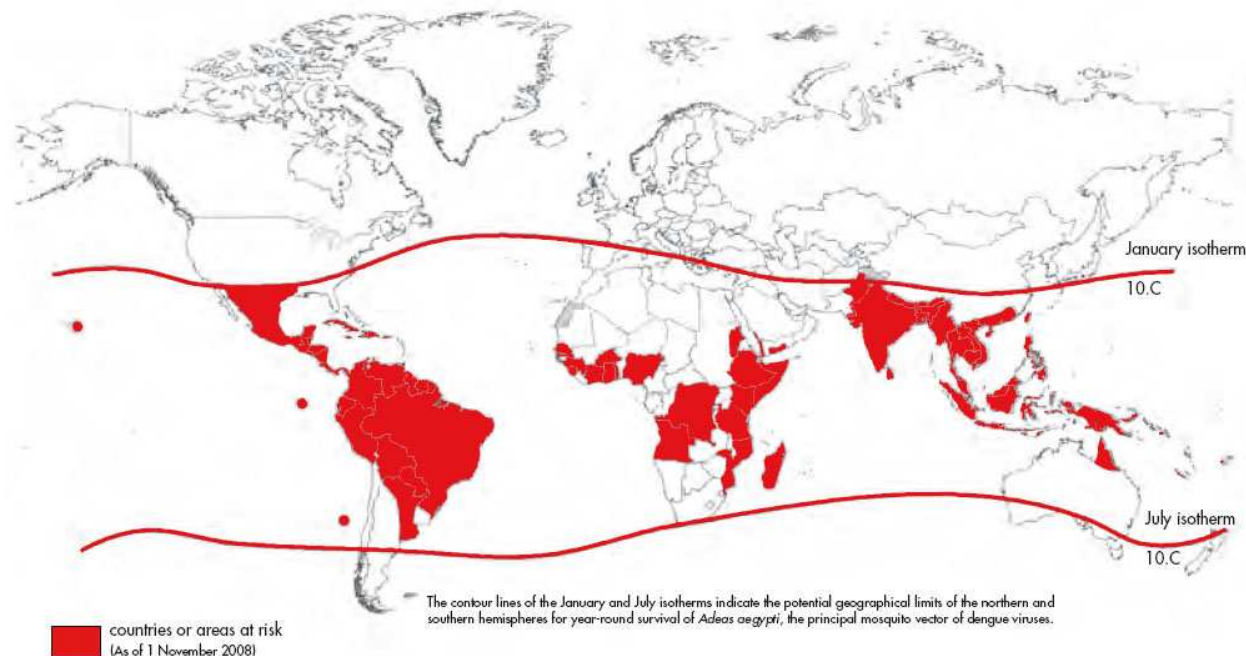 January isotherm
10.C
July isotherm
10.C
The contour lines of the January and July isotherms indicate the potential geographical limits of the northern and
southern hemispheres for year-round survival of Adeas aegypti, the principal mosquito vector of dengue viruses.
countries or areas at risk
(As of 1 November 2008)